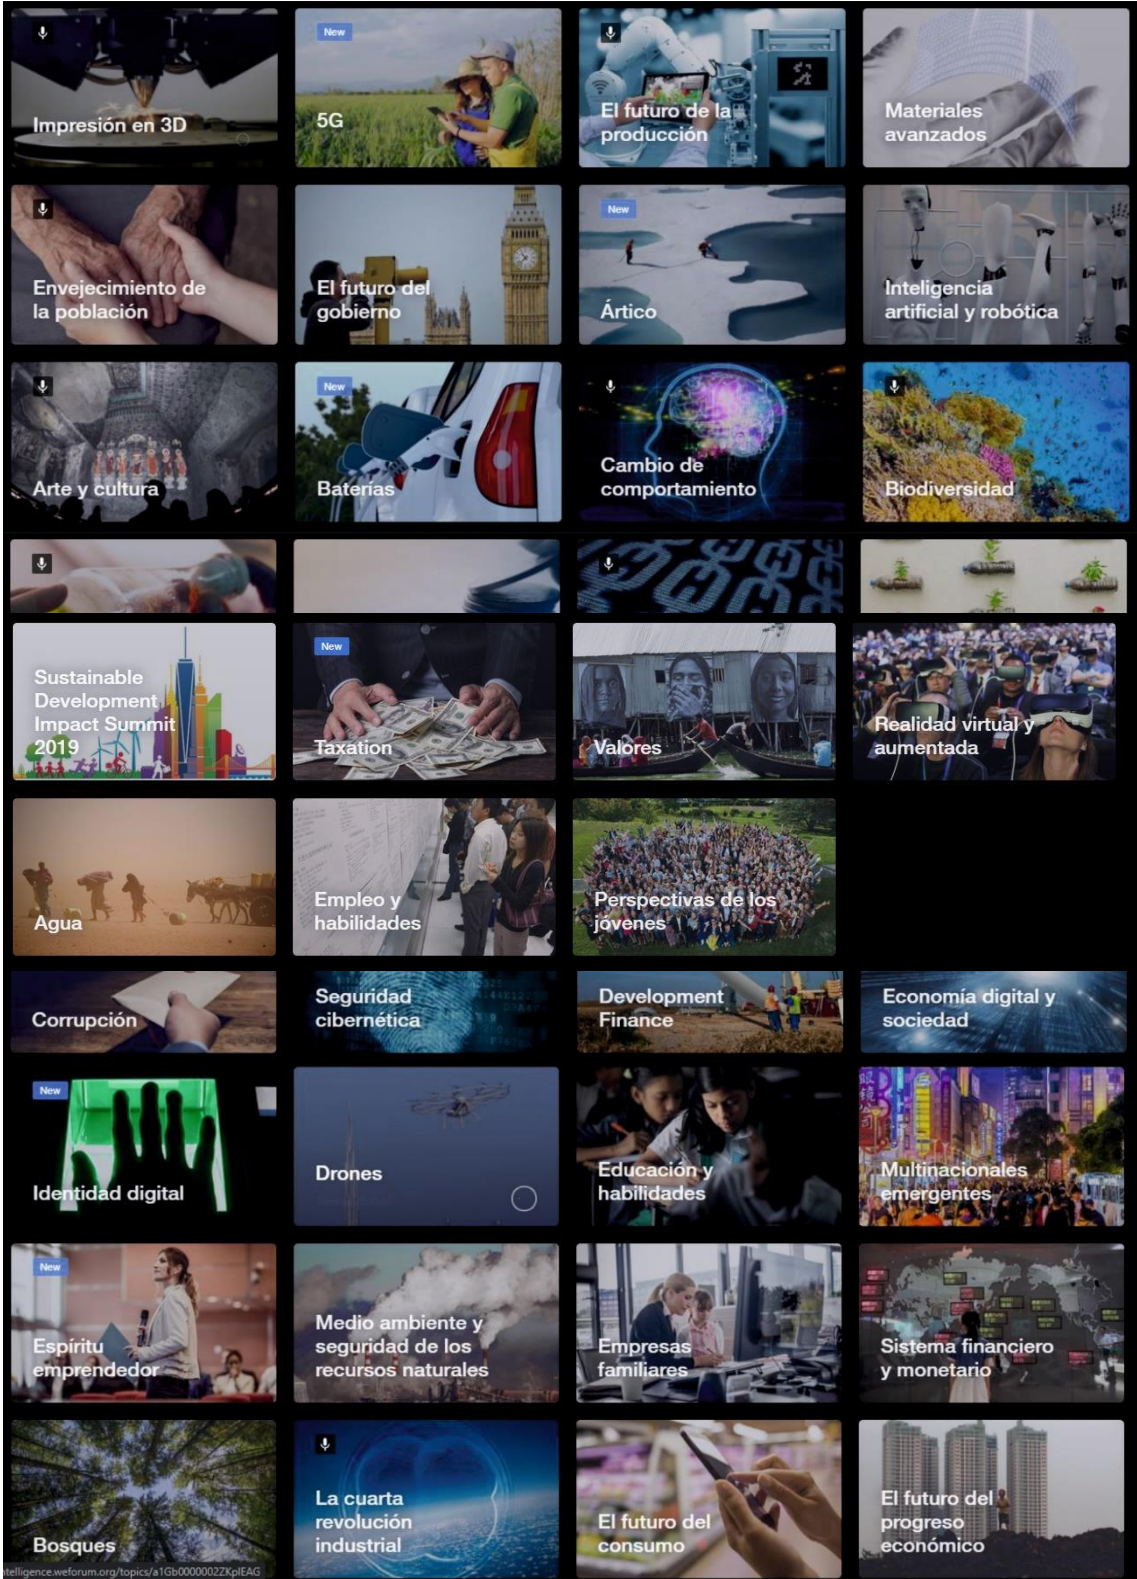 Impresión en 3D
New
5G
El futuro de la
producción
Materiales
avanzados
Envejecimiento de
la población
El futuro del
gobierno
New
Ártico
Inteligencia
artificial y robótica
Arte y cultura
New
Baterías
Cambio de
comportamiento
Biodiversidad
Sustainable
Development
Impact Summit
2019
New
Taxation
Valores
Realidad virtual y
aumentada
Agua
Empleo y
habilidades
Perspectivas de los
jóvenes
Corrupción
Seguridad
cibernética
Development
Finance
Economía digital y
sociedad
New
Identidad digital
Drones
Educación y
habilidades
Multinacionales
emergentes
New
Espíritu
emprendedor
Medio ambiente y
seguridad de los
recursos naturales
Empresas
familiares
Sistema financiero
y monetario
Bosques
La cuarta
revolución
industrial
El futuro del
consumo
El futuro del
progreso
económico
ntelligence.weforum.org/topics/a1Gb0000002ZKplEAG